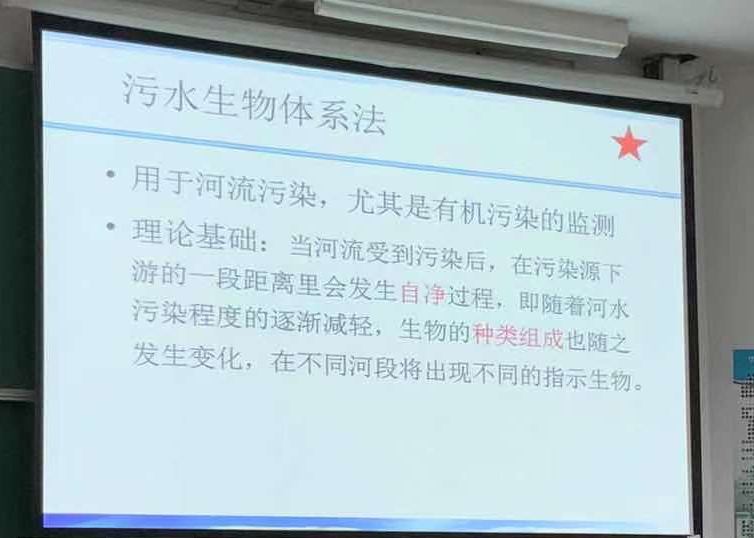 污水生物体系法
• 用于河流污染，尤其是有机污染的监测
• 理论基础：当河流受到污染后，在污染源下
游的一段距离里会发生自净过程，即随着河水
污染程度的逐渐减轻，生物的种类组成也随之
发生变化，在不同河段将出现不同的指示生物。